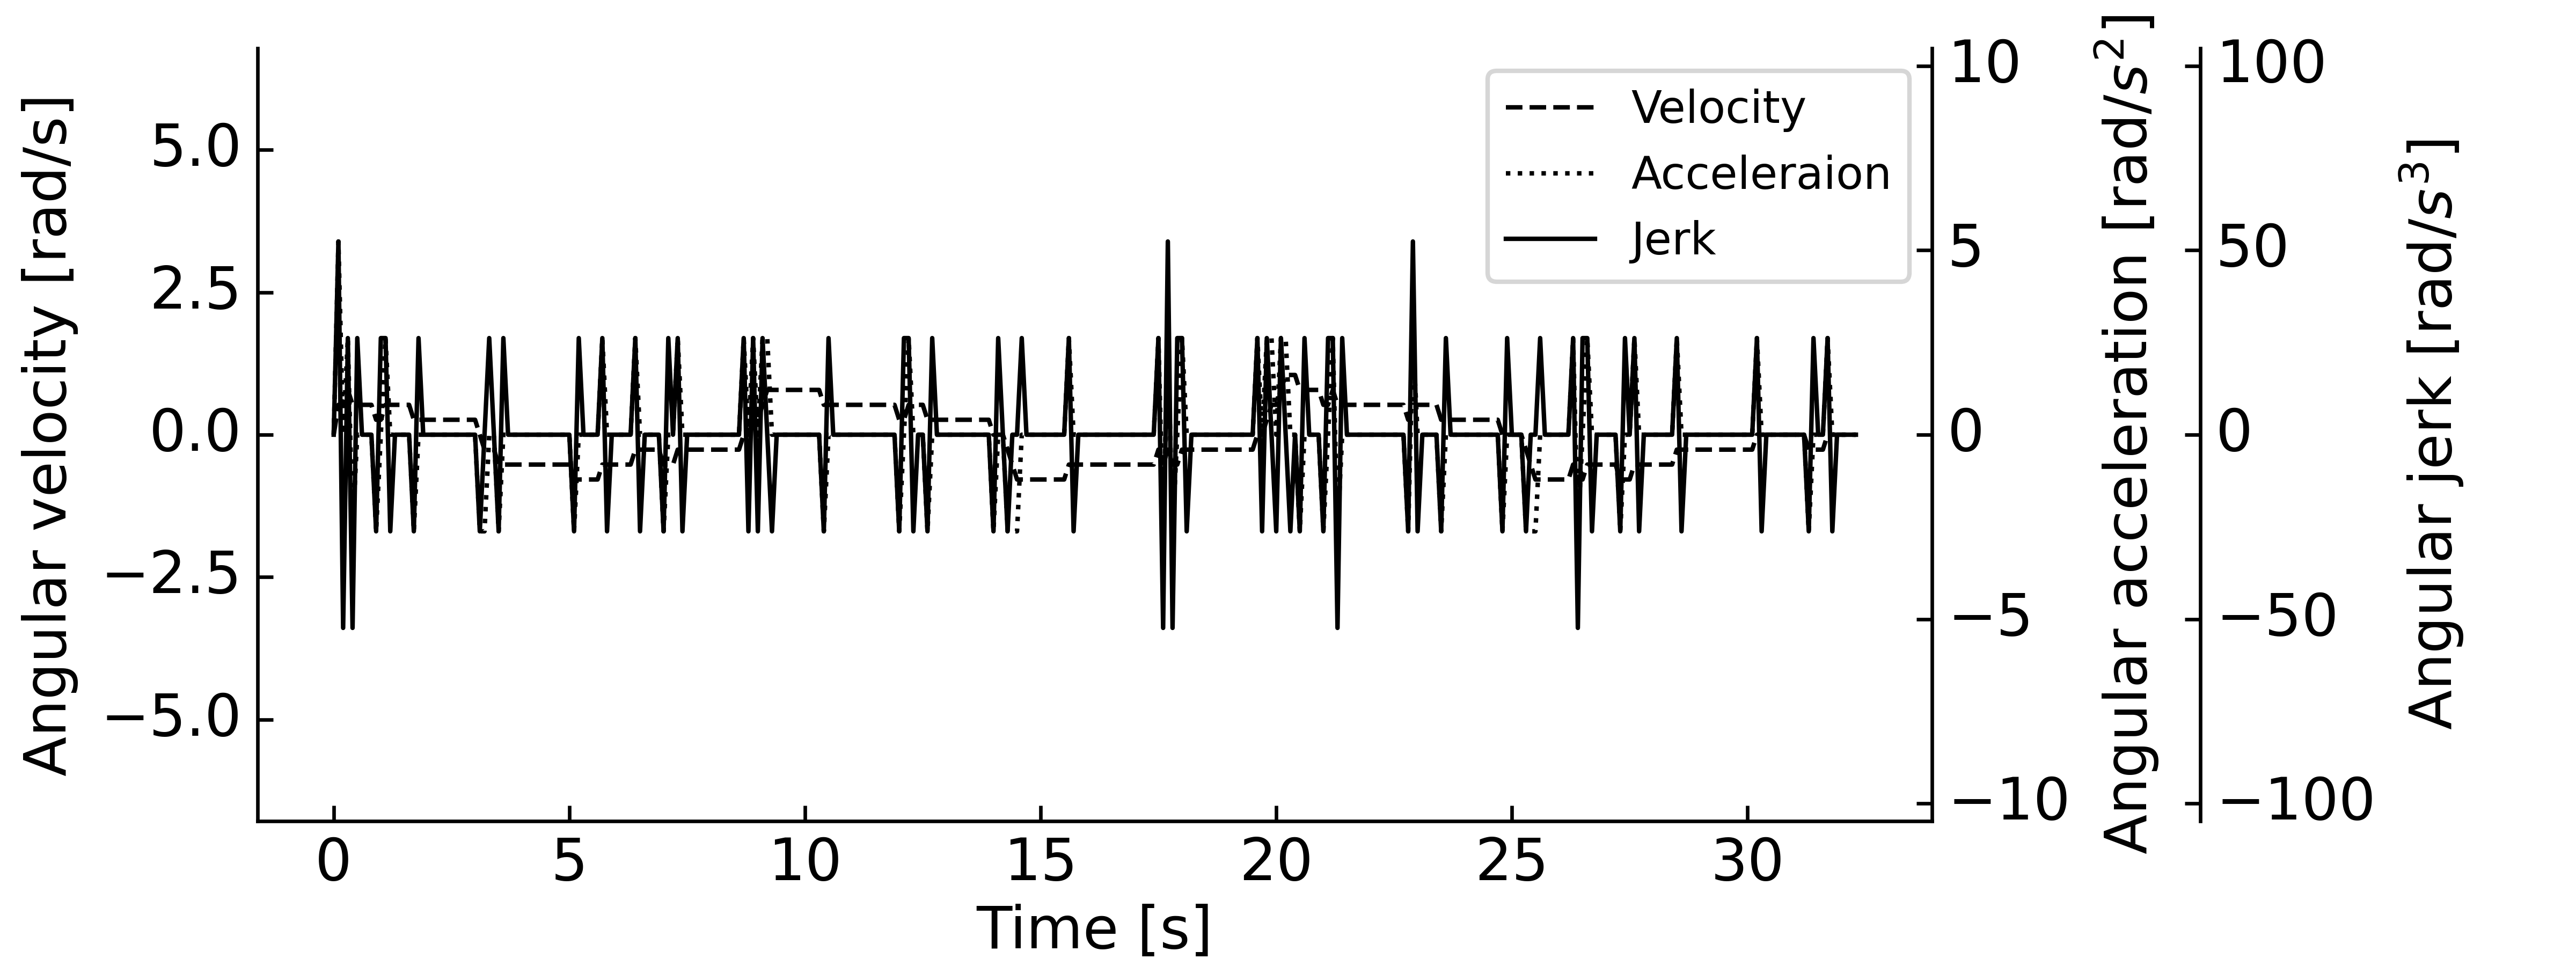 Angular velocity [rad/s]
5.0
2.5
0.0
−2.5
−5.0
Velocity
Acceleraion
Jerk
10
5
0
−5
−10
Angular acceleration [rad/s²]
100
50
0
−50
−100
Angular jerk [rad/s³]
0 5 10 15 20 25 30
Time [s]